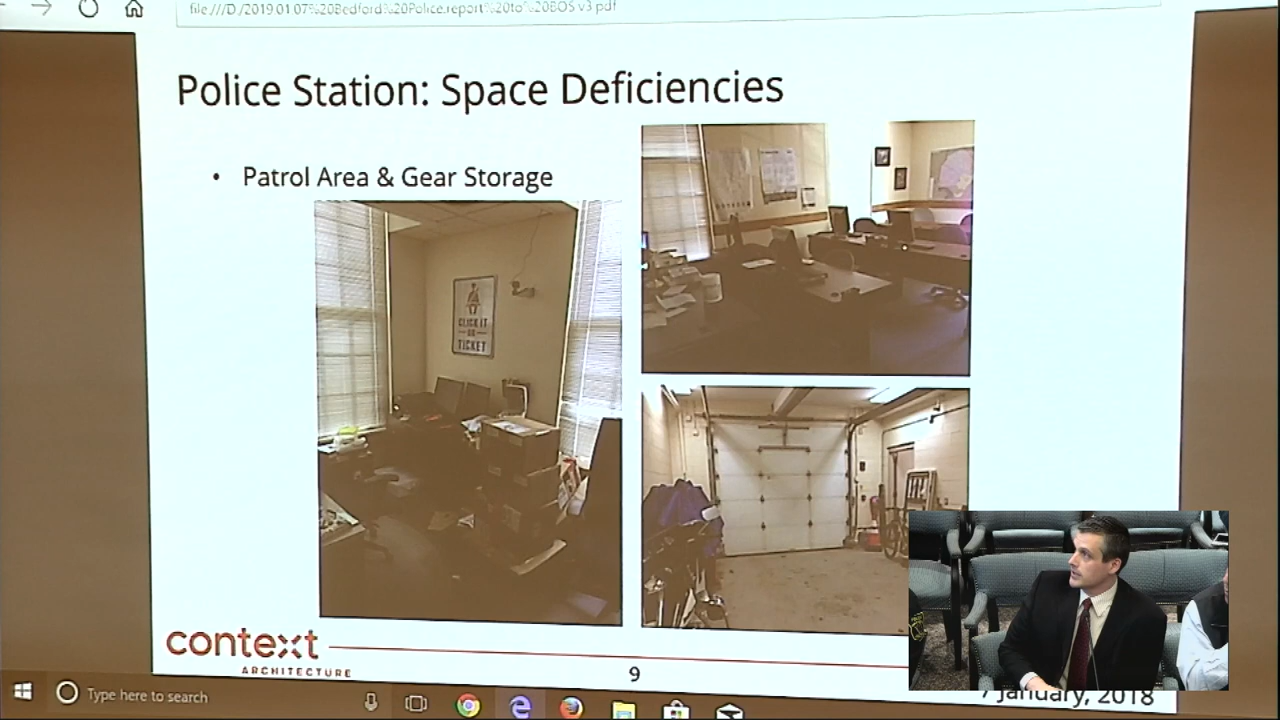 file:///D:/2019.01.07%20Bedford%20Police.report%20to%20BOS v3.pdf
Police Station: Space Deficiencies
• Patrol Area & Gear Storage
CLICK IT
OR
TICKET
context
ARCHITECTURE
9
7 January, 2018
Type here to search